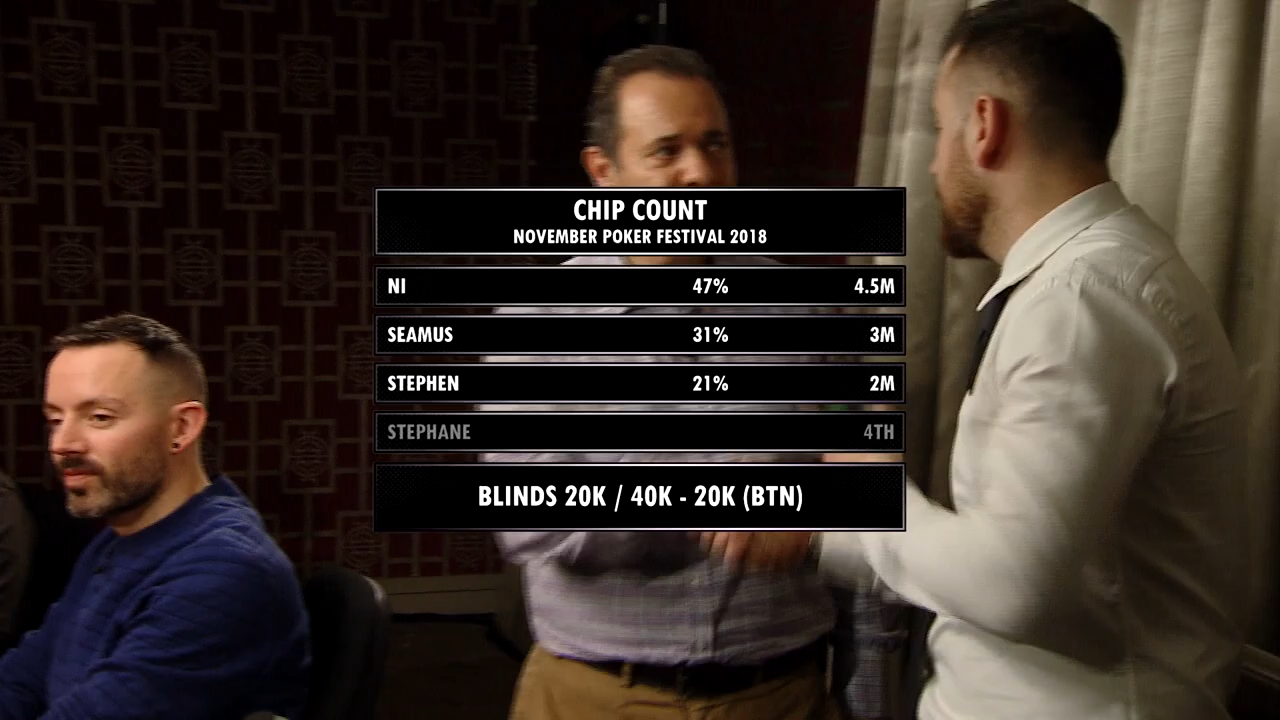 CHIP COUNT
NOVEMBER POKER FESTIVAL 2018
NI 47% 4.5M
SEAMUS 31% 3M
STEPHEN 21% 2M
STEPHANE 4TH
BLINDS 20K / 40K - 20K (BTN)